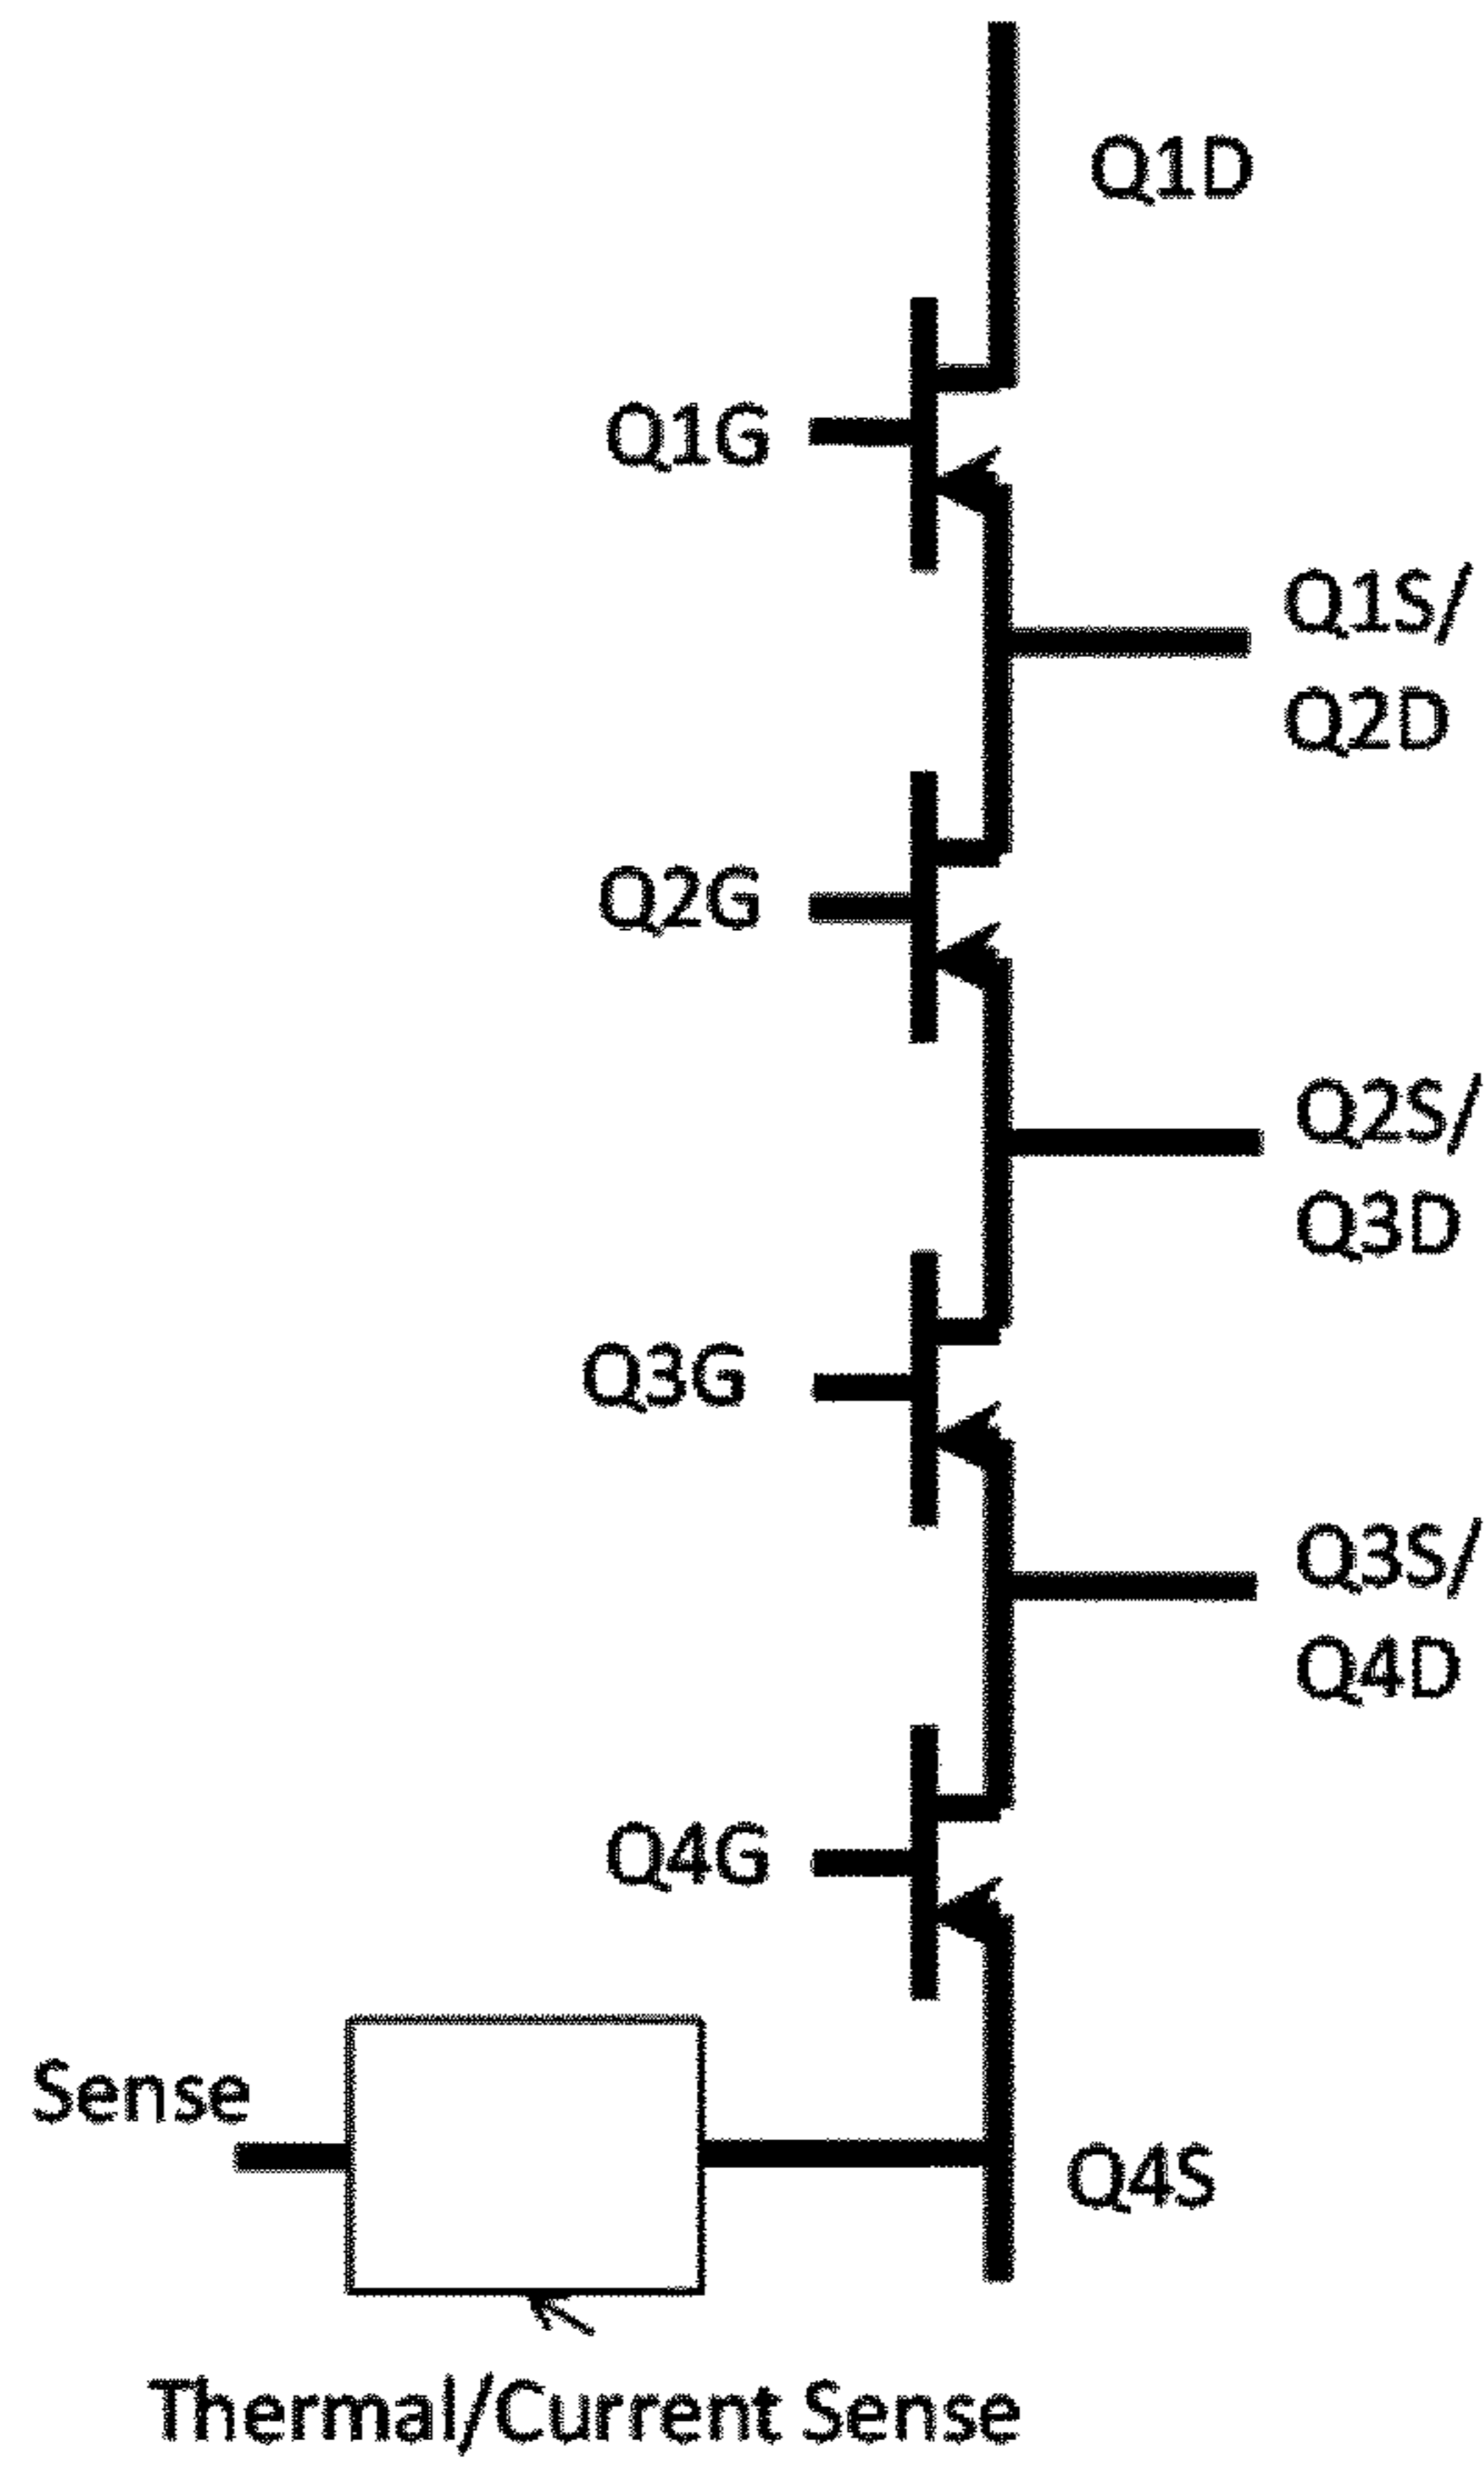 Q1D
Q1G
Q1S/
Q2D
Q2G
Q2S/
Q3D
Q3G
Q3S/
Q4D
Q4G
Sense
Q4S
Thermal/Current Sense